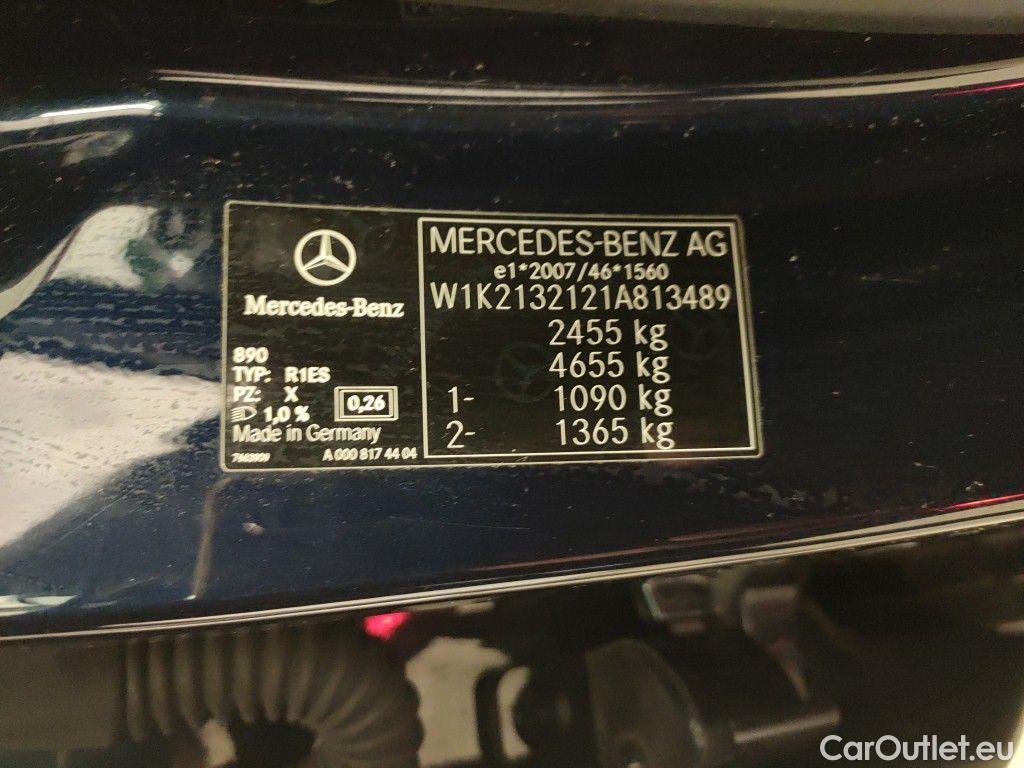 Mercedes-Benz
890
TYP: R1ES
PZ: X
1,0 %
0,26
Made in Germany
7663909
A 000 817 44 04
MERCEDES-BENZ AG
e1*2007/46*1560
W1K2132121A813489
2455 kg
4655 kg
1- 1090 kg
2- 1365 kg
CarOutlet.eu